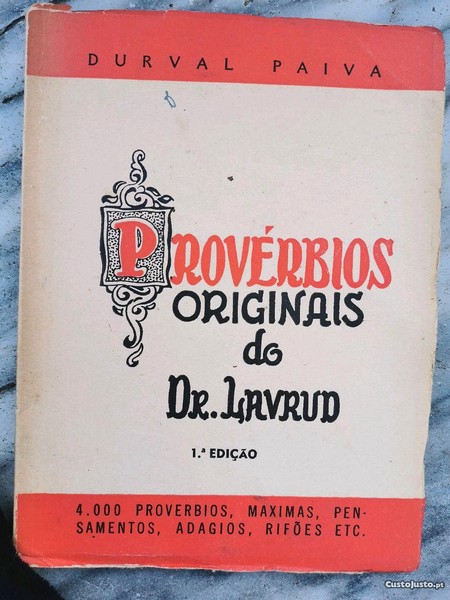 DURVAL PAIVA
PROVÉRBIOS
ORIGINAIS
do
DR. LAVRUD
1.ª EDIÇÃO
4.000 PROVERBIOS, MAXIMAS, PEN-
SAMENTOS, ADAGIOS, RIFÕES ETC.
CustoJusto.pt